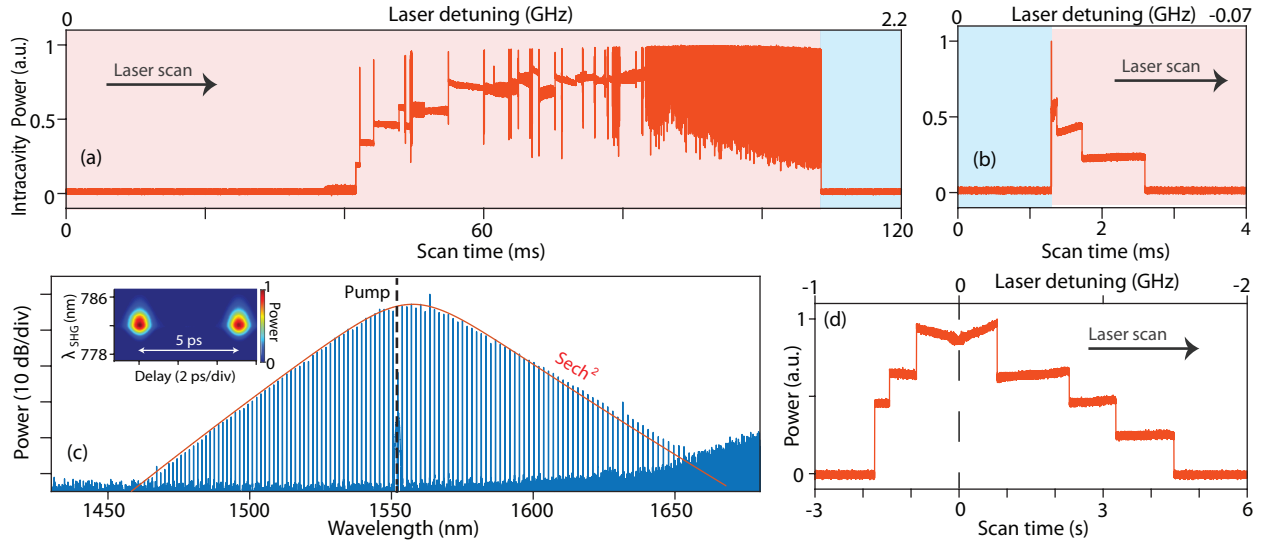 0 Laser detuning (GHz) 2.2
Intracavity Power (a.u.)
1
0.5
0
Laser scan
(a)
0 60 120
Scan time (ms)
0 Laser detuning (GHz) -0.07
1
0.5
0
Laser scan
(b)
0 2 4
Scan time (ms)
Power (10 dB/div)
λ SHG (nm)
786
778
1
Power
0
5 ps
Delay (2 ps/div)
Pump
Sech²
(c)
1450 1500 1550 1600 1650
Wavelength (nm)
Laser detuning (GHz)
-1 0 -2
Power (a.u.)
1
0
(d)
Laser scan
-3 0 3 6
Scan time (s)